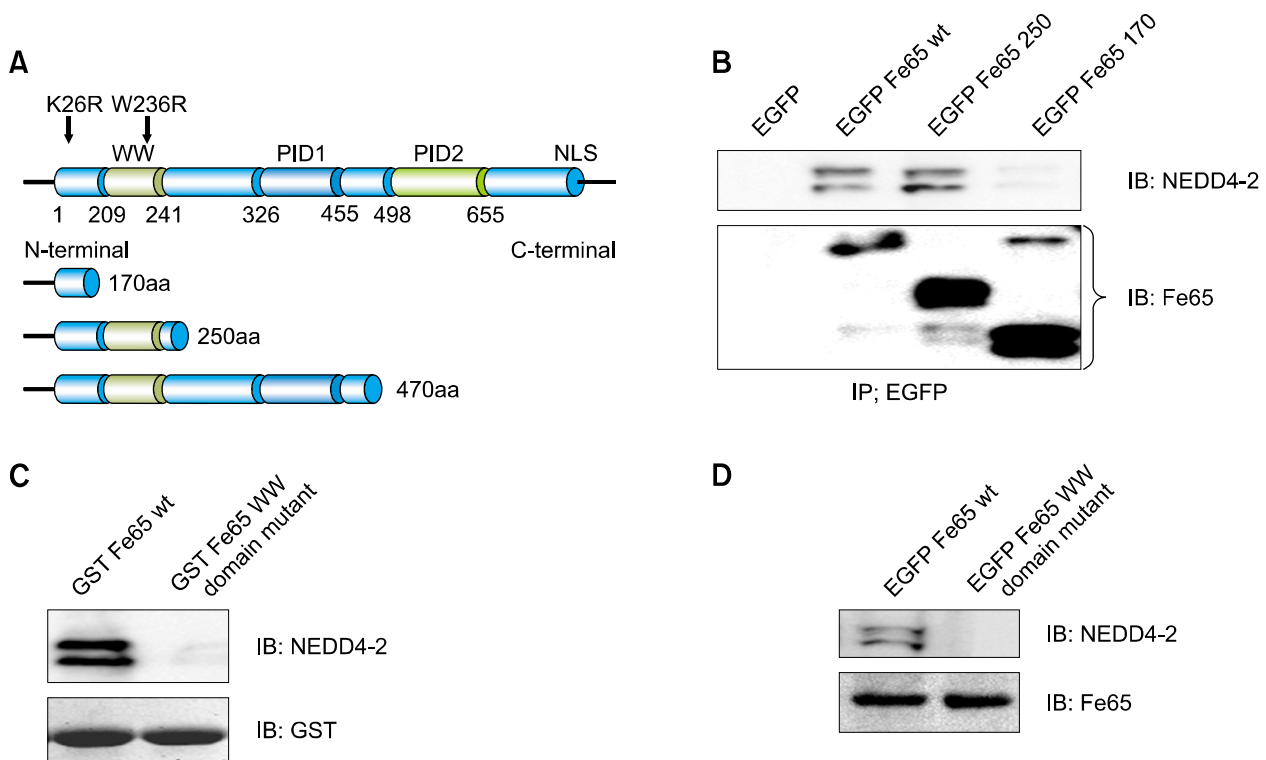 A
K26R W236R
WW PID1 PID2 NLS
1 209 241 326 455 498 655
N-terminal C-terminal
170aa
250aa
470aa
B
EGFP
EGFP Fe65 wt
EGFP Fe65 250
EGFP Fe65 170
IB: NEDD4-2
IB: Fe65
IP; EGFP
C
GST Fe65 wt
GST Fe65 WW
domain mutant
IB: NEDD4-2
IB: GST
D
EGFP Fe65 wt
EGFP Fe65 WW
domain mutant
IB: NEDD4-2
IB: Fe65